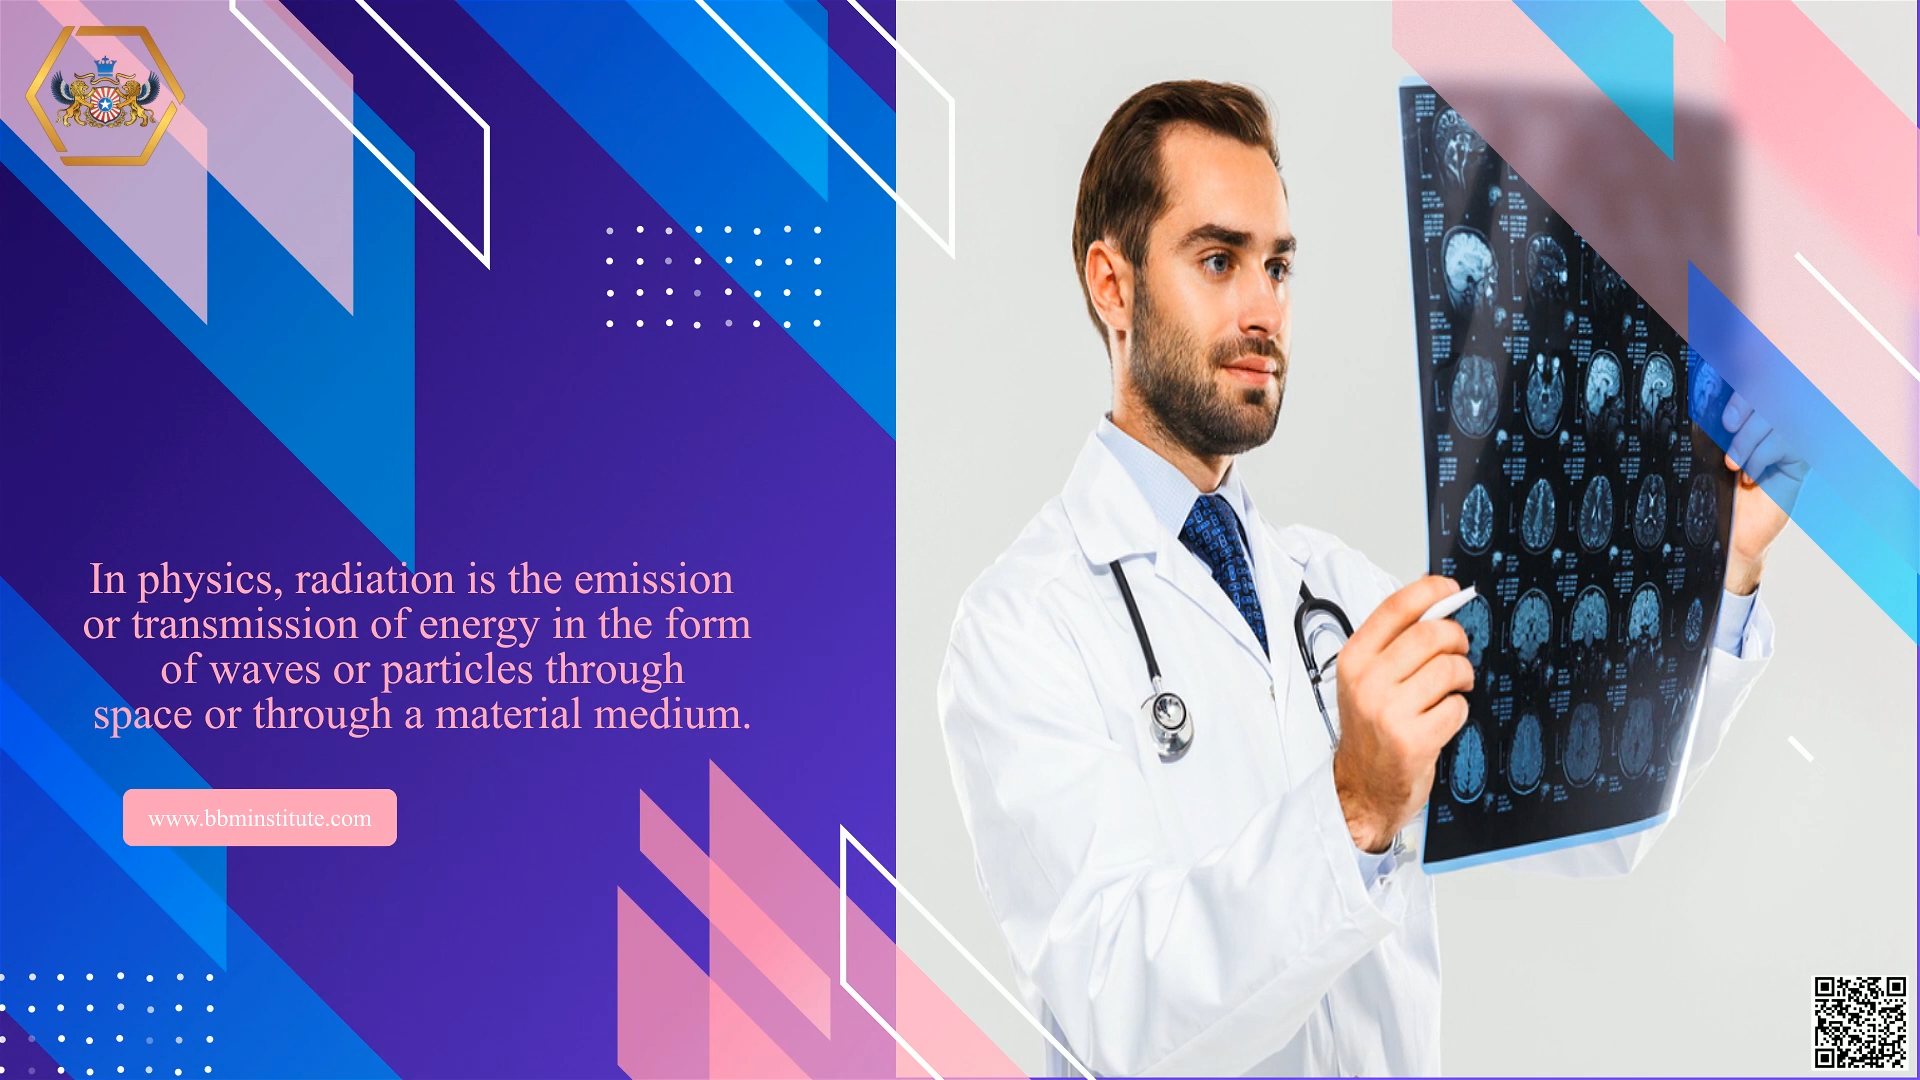 In physics, radiation is the emission
or transmission of energy in the form
of waves or particles through
space or through a material medium.
www.bbminstitute.com